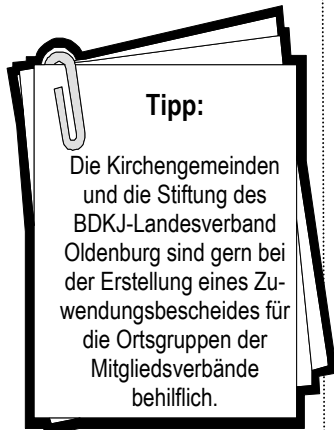 Tipp:
Die Kirchengemeinden
und die Stiftung des
BDKJ-Landesverband
Oldenburg sind gern bei
der Erstellung eines Zu-
wendungsbescheides für
die Ortsgruppen der
Mitgliedsverbände
behilflich.